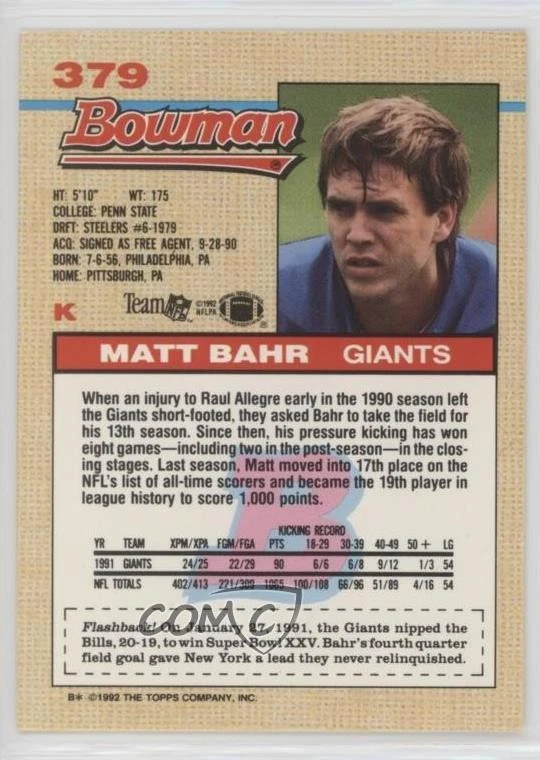 379
Bowman
HT: 5'10" WT: 175
COLLEGE: PENN STATE
DRFT: STEELERS #6-1979
ACQ: SIGNED AS FREE AGENT, 9-28-90
BORN: 7-6-56, PHILADELPHIA, PA
HOME: PITTSBURGH, PA
K Team NFL ©1992 NFLPA
MATT BAHR GIANTS
When an injury to Raul Allegre early in the 1990 season left
the Giants short-footed, they asked Bahr to take the field for
his 13th season. Since then, his pressure kicking has won
eight games—including two in the post-season—in the clos-
ing stages. Last season, Matt moved into 17th place on the
NFL's list of all-time scorers and became the 19th player in
league history to score 1,000 points.
KICKING RECORD
YR TEAM XPM/XPA FGM/FGA PTS 18-29 30-39 40-49 50 + LG
1991 GIANTS 24/25 22/29 90 6/6 6/8 9/12 1/3 54
NFL TOTALS 402/413 221/309 1065 100/108 66/96 51/89 4/16 54
Flashback! On January 27, 1991, the Giants nipped the
Bills, 20-19, to win Super Bowl XXV. Bahr's fourth quarter
field goal gave New York a lead they never relinquished.
COMC
B* ©1992 THE TOPPS COMPANY, INC.